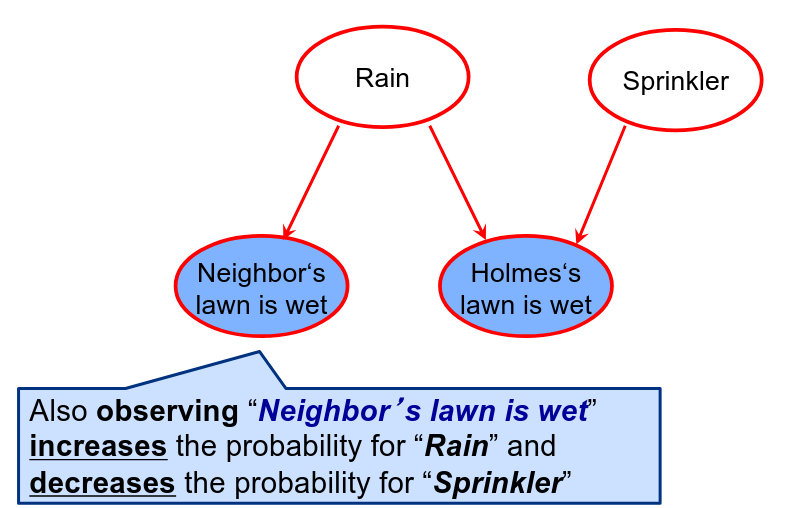 Rain
Sprinkler
Neighbor‘s
lawn is wet
Holmes‘s
lawn is wet
Also observing “Neighbor’s lawn is wet”
increases the probability for “Rain” and
decreases the probability for “Sprinkler”